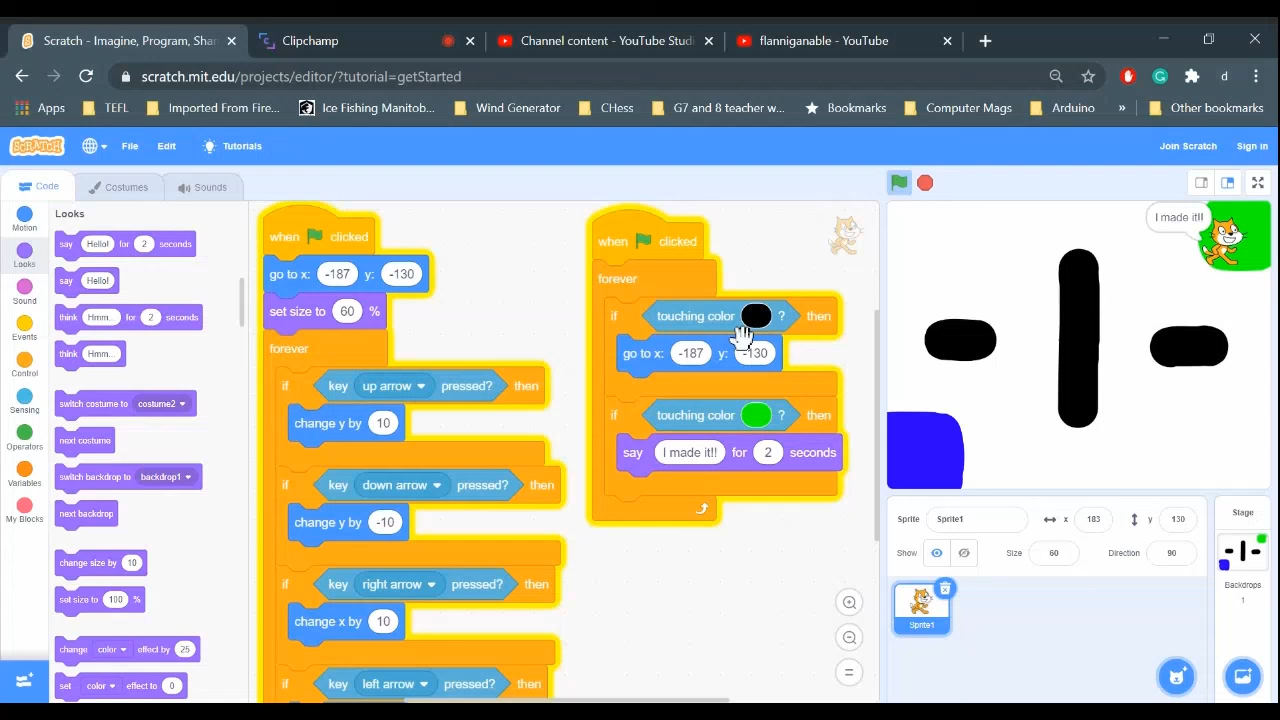 Scratch - Imagine, Program, Shar
Clipchamp
Channel content - YouTube Studi
flanniganable - YouTube
scratch.mit.edu/projects/editor/?tutorial=getStarted
d
Apps
TEFL
Imported From Fire...
Ice Fishing Manitob...
Wind Generator
CHess
G7 and 8 teacher w...
Bookmarks
Computer Mags
Arduino
»
Other bookmarks
SCRATCH
File
Edit
Tutorials
Join Scratch
Sign in
Code
Costumes
Sounds
Motion
Looks
Sound
Events
Control
Sensing
Operators
Variables
My Blocks
Looks
say Hello! for 2 seconds
say Hello!
think Hmm... for 2 seconds
think Hmm...
switch costume to costume2
next costume
switch backdrop to backdrop1
next backdrop
change size by 10
set size to 100 %
change color effect by 25
set color effect to 0
when clicked
go to x: -187 y: -130
set size to 60 %
forever
if key up arrow pressed? then
change y by 10
if key down arrow pressed? then
change y by -10
if key right arrow pressed? then
change x by 10
if key left arrow pressed? then
when clicked
forever
if touching color ? then
go to x: -187 y: -130
if touching color ? then
say I made it!! for 2 seconds
I made it!!
Sprite Sprite1 x 183 y 130
Show Size 60 Direction 90
Sprite1
Stage
Backdrops
1